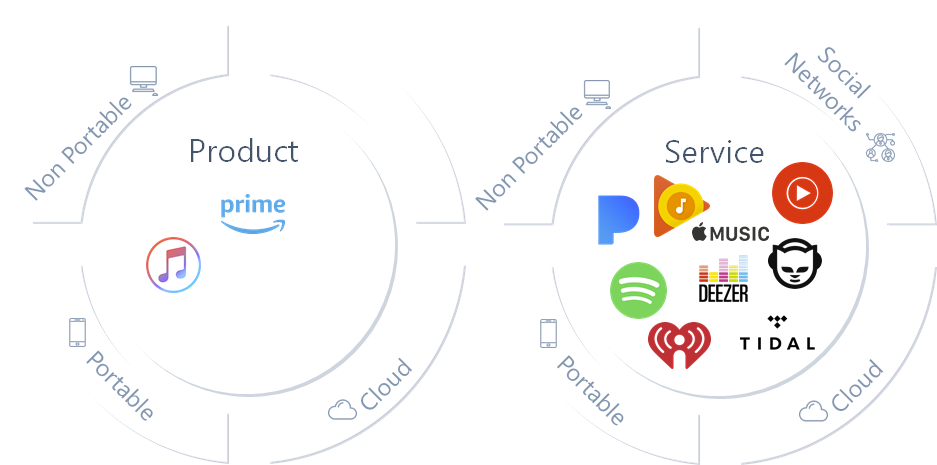 Non Portable
Product
prime
Portable
Cloud
Non Portable
Social
Networks
Service
MUSIC
DEEZER
TIDAL
Portable
Cloud